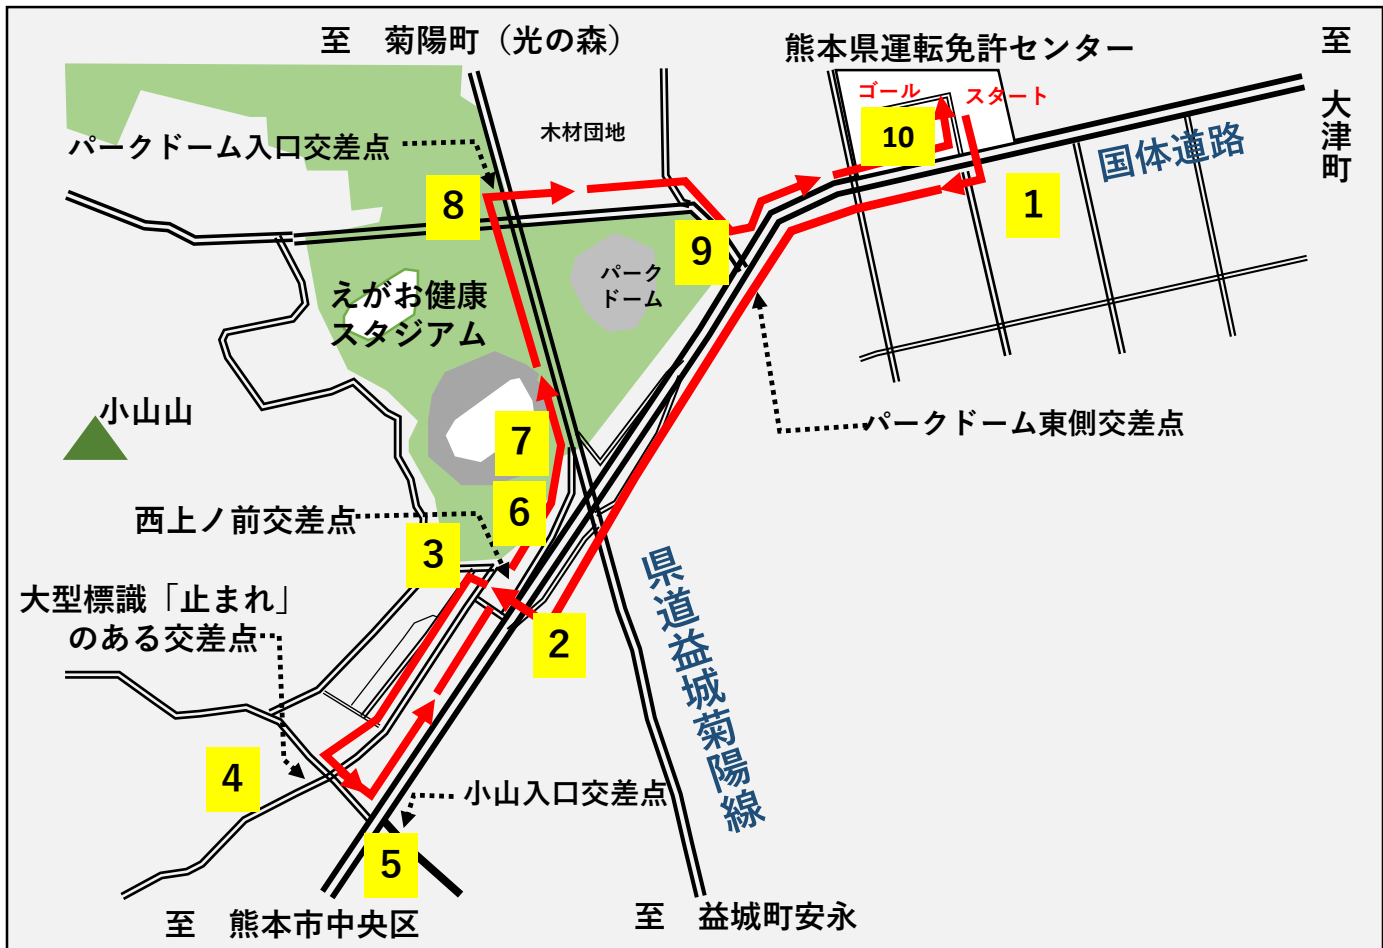 至　菊陽町（光の森）
熊本県運転免許センター
至　大津町
ゴール
スタート
10
木材団地
国体道路
パークドーム入口交差点
8
1
9
パーク
ドーム
えがお健康
スタジアム
小山山
パークドーム東側交差点
7
6
西上ノ前交差点
3
大型標識「止まれ」
のある交差点
2
県道益城菊陽線
4
小山入口交差点
5
至　熊本市中央区
至　益城町安永